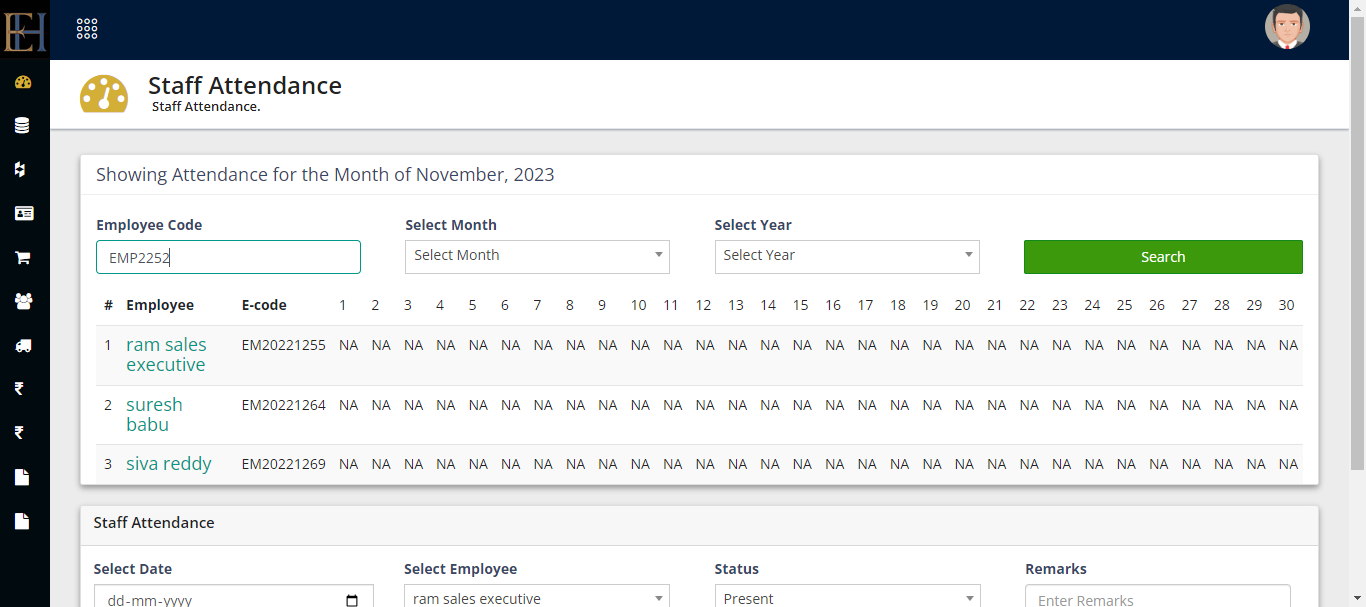 EH
Staff Attendance
Staff Attendance.
Showing Attendance for the Month of November, 2023
Employee Code Select Month Select Year
EMP2252 Select Month Select Year Search
# Employee E-code 1 2 3 4 5 6 7 8 9 10 11 12 13 14 15 16 17 18 19 20 21 22 23 24 25 26 27 28 29 30
1 ram sales EM20221255 NA NA NA NA NA NA NA NA NA NA NA NA NA NA NA NA NA NA NA NA NA NA NA NA NA NA NA NA NA NA
executive
2 suresh EM20221264 NA NA NA NA NA NA NA NA NA NA NA NA NA NA NA NA NA NA NA NA NA NA NA NA NA NA NA NA NA NA
babu
3 siva reddy EM20221269 NA NA NA NA NA NA NA NA NA NA NA NA NA NA NA NA NA NA NA NA NA NA NA NA NA NA NA NA NA NA
₹
₹
Staff Attendance
Select Date Select Employee Status Remarks
dd-mm-yyyy ram sales executive Present Enter Remarks